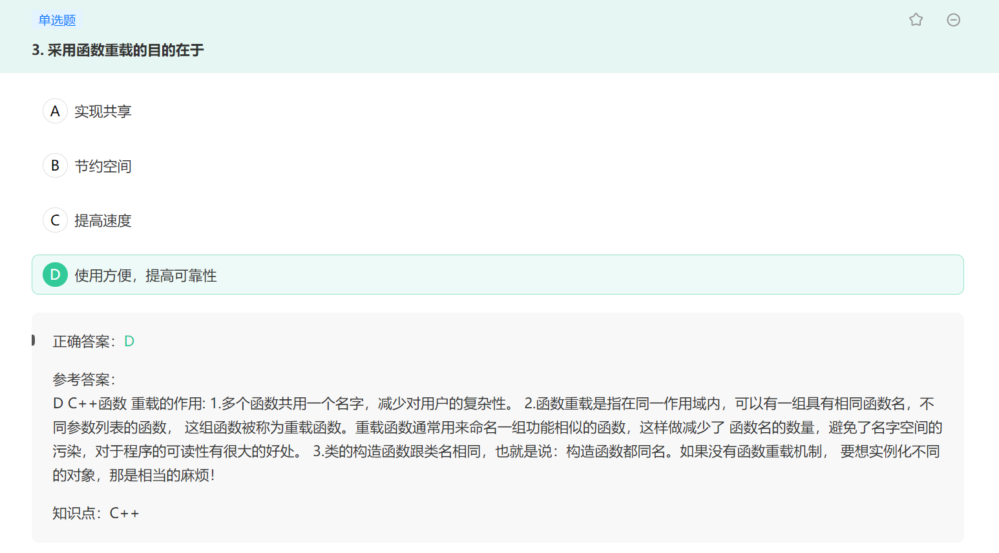 单选题
3. 采用函数重载的目的在于
A 实现共享
B 节约空间
C 提高速度
D 使用方便，提高可靠性
正确答案：D
参考答案：
D C++函数 重载的作用: 1.多个函数共用一个名字，减少对用户的复杂性。 2.函数重载是指在同一作用域内，可以有一组具有相同函数名，不
同参数列表的函数， 这组函数被称为重载函数。重载函数通常用来命名一组功能相似的函数，这样做减少了 函数名的数量，避免了名字空间的
污染，对于程序的可读性有很大的好处。 3.类的构造函数跟类名相同，也就是说：构造函数都同名。如果没有函数重载机制， 要想实例化不同
的对象，那是相当的麻烦！
知识点：C++